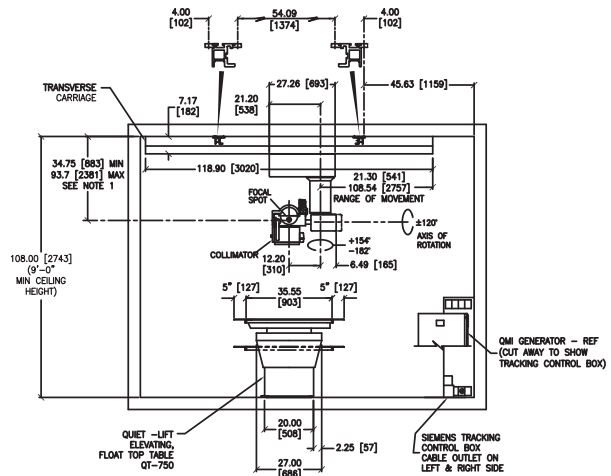 4.00
[102]
54.09
[1374]
4.00
[102]
27.26 [693]
45.63 [1159]
TRANSVERSE
CARRIAGE
7.17
[182]
21.20
[538]
34.75 [883] MIN
93.7 [2381] MAX
SEE NOTE 1
118.90 [3020]
21.30 [541]
108.54 [2757]
RANGE OF MOVEMENT
FOCAL
SPOT
±120°
AXIS OF
ROTATION
COLLIMATOR
+154°
-182°
12.20
[310]
6.49 [165]
108.00 [2743]
(9'-0"
MIN CEILING
HEIGHT)
5" [127]
35.55
[903]
5" [127]
QMI GENERATOR - REF
(CUT AWAY TO SHOW
TRACKING CONTROL BOX)
QUIET -LIFT
ELEVATING,
FLOAT TOP TABLE
QT-750
20.00
[508]
2.25 [57]
27.00
[686]
SIEMENS TRACKING
CONTROL BOX
CABLE OUTLET ON
LEFT & RIGHT SIDE